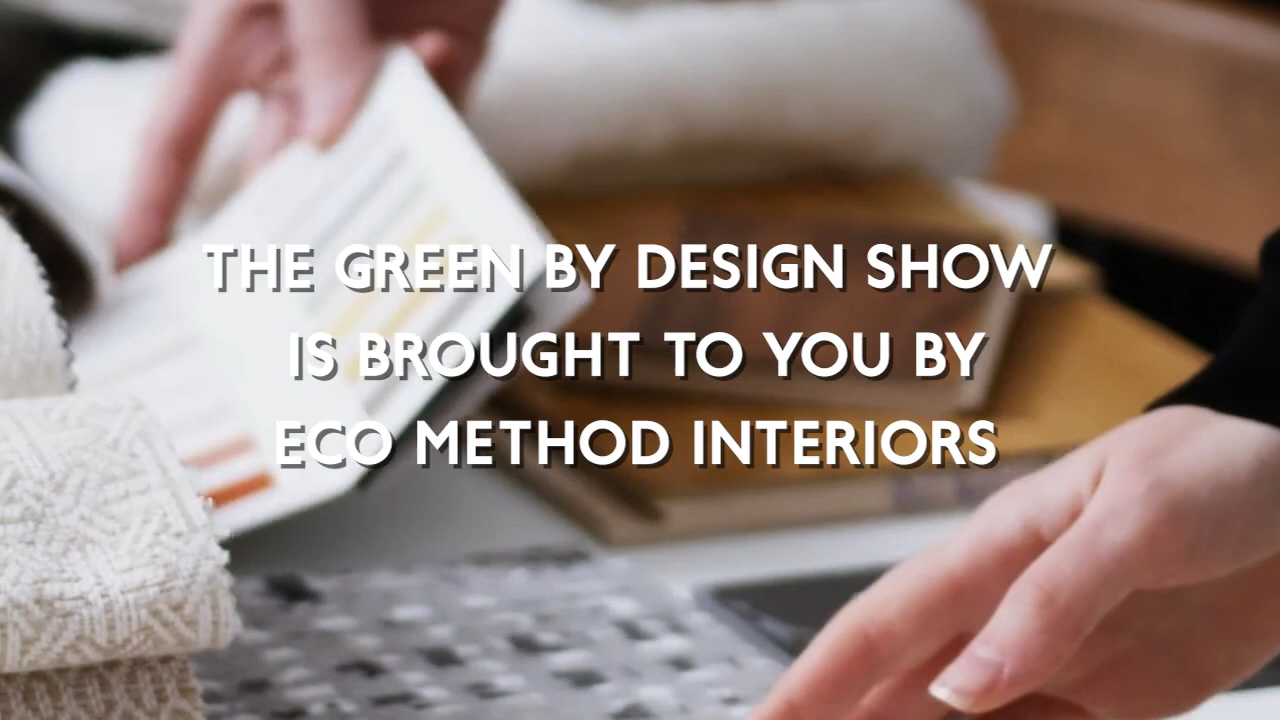 THE GREEN BY DESIGN SHOW
IS BROUGHT TO YOU BY
ECO METHOD INTERIORS